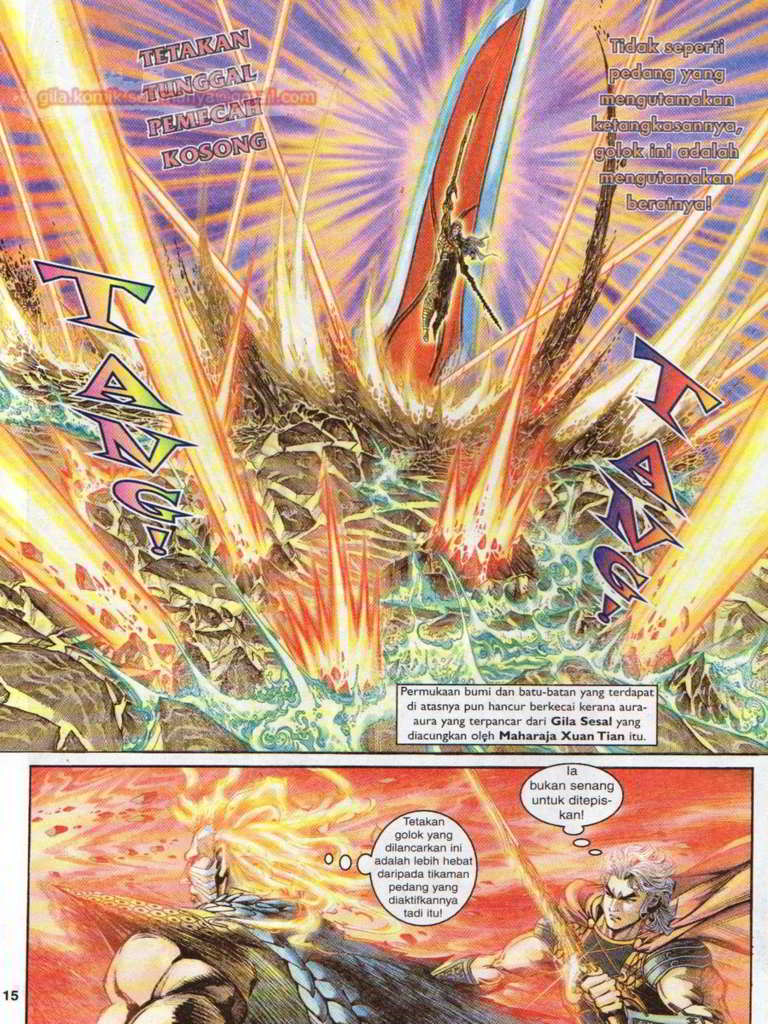 TETAKAN
TUNGGAL
PEMECAH
KOSONG
Tidak seperti
pedang yang
mengutamakan
ketangkasannya,
golok ini adalah
mengutamakan
beratnya!
TANG!
TANG!
Permukaan bumi dan batu-batan yang terdapat
di atasnya pun hancur berkecai kerana aura-
aura yang terpancar dari Gila Sesal yang
diacungkan oleh Maharaja Xuan Tian itu.
Ia
bukan senang
untuk ditepis-
kan!
Tetakan
golok yang
dilancarkan ini
adalah lebih hebat
daripada tikaman
pedang yang
diaktifkannya
tadi itu!
15